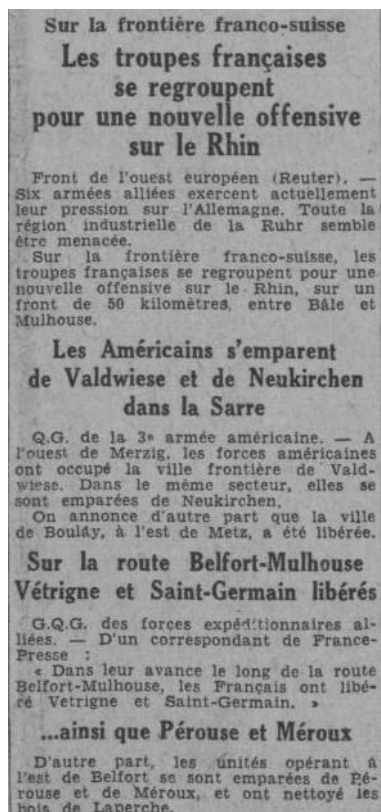 Sur la frontière franco-suisse
Les troupes françaises
se regroupent
pour une nouvelle offensive
sur le Rhin
Front de l'ouest européen (Reuter). —
Six armées alliées exercent actuellement
leur pression sur l'Allemagne. Toute la
région industrielle de la Ruhr semble
être menacée.
Sur la frontière franco-suisse, les
troupes françaises se regroupent pour une
nouvelle offensive sur le Rhin, sur un
front de 50 kilomètres, entre Bâle et
Mulhouse.
Les Américains s'emparent
de Valdwiese et de Neukirchen
dans la Sarre
Q.G. de la 3e armée américaine. — A
l'ouest de Merzig, les forces américaines
ont occupé la ville frontière de Vald-
wiese. Dans le même secteur, elles se
sont emparées de Neukirchen.
On annonce d'autre part que la ville
de Boulay, à l'est de Metz, a été libérée.
Sur la route Belfort-Mulhouse
Vétrigne et Saint-Germain libérés
G.Q.G. des forces expéditionnaires al-
liées. — D'un correspondant de France-
Presse :
« Dans leur avance le long de la route
Belfort-Mulhouse, les Français ont libé-
ré Vetrigne et Saint-Germain. »
...ainsi que Pérouse et Méroux
D'autre part, les unités opérant à
l'est de Belfort se sont emparées de Pé-
rouse et de Méroux, et ont nettoyé les
bois de Laperche.